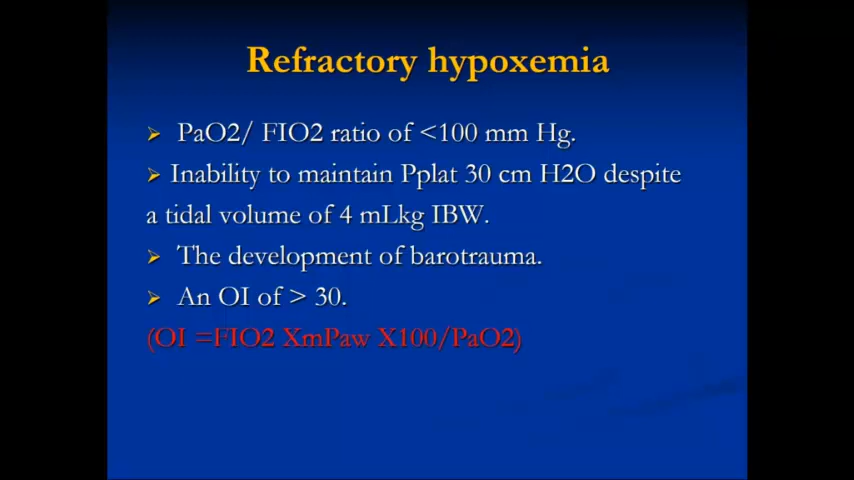 Refractory hypoxemia
➢ PaO2/ FIO2 ratio of <100 mm Hg.
➢ Inability to maintain Pplat 30 cm H2O despite
a tidal volume of 4 mLkg IBW.
➢ The development of barotrauma.
➢ An OI of > 30.
(OI =FIO2 XmPaw X100/PaO2)